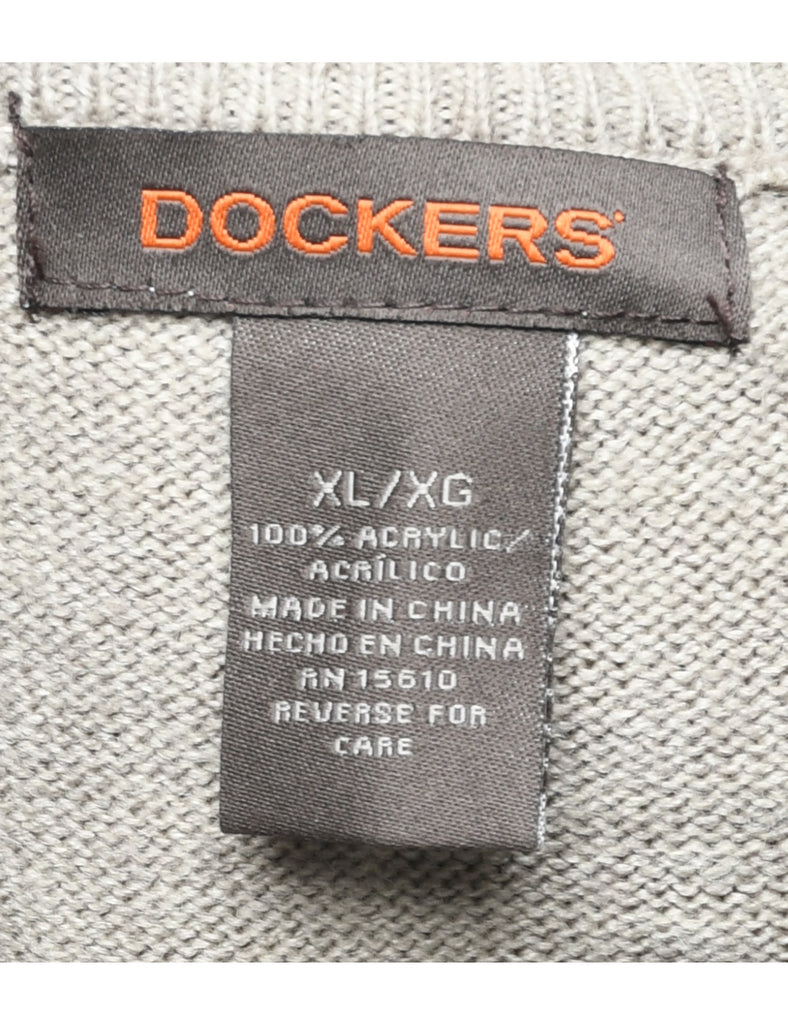 DOCKERS
XL/XG
100% ACRYLIC/
ACRÍLICO
MADE IN CHINA
HECHO EN CHINA
RN 15610
REVERSE FOR
CARE